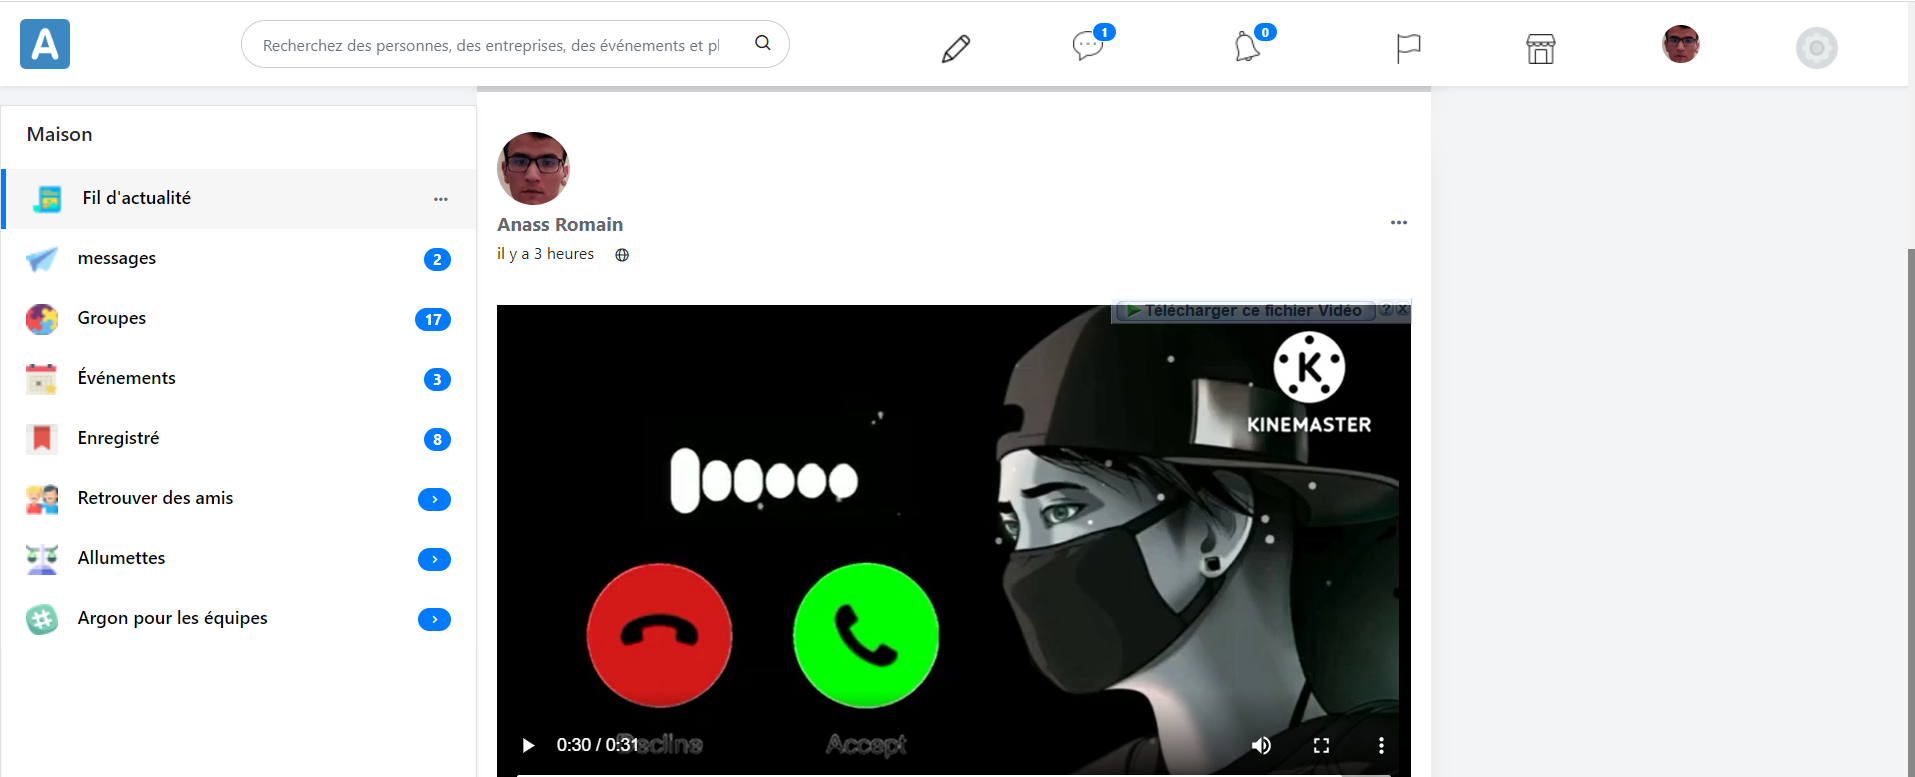 A
Recherchez des personnes, des entreprises, des événements et pl
1
0
Maison
Fil d'actualité
messages
2
Groupes
17
Événements
3
Enregistré
8
Retrouver des amis
Allumettes
Argon pour les équipes
Anass Romain
il y a 3 heures
Télécharger ce fichier Vidéo ? X
K
KINEMASTER
0:30 / 0:31
Decline
Accept